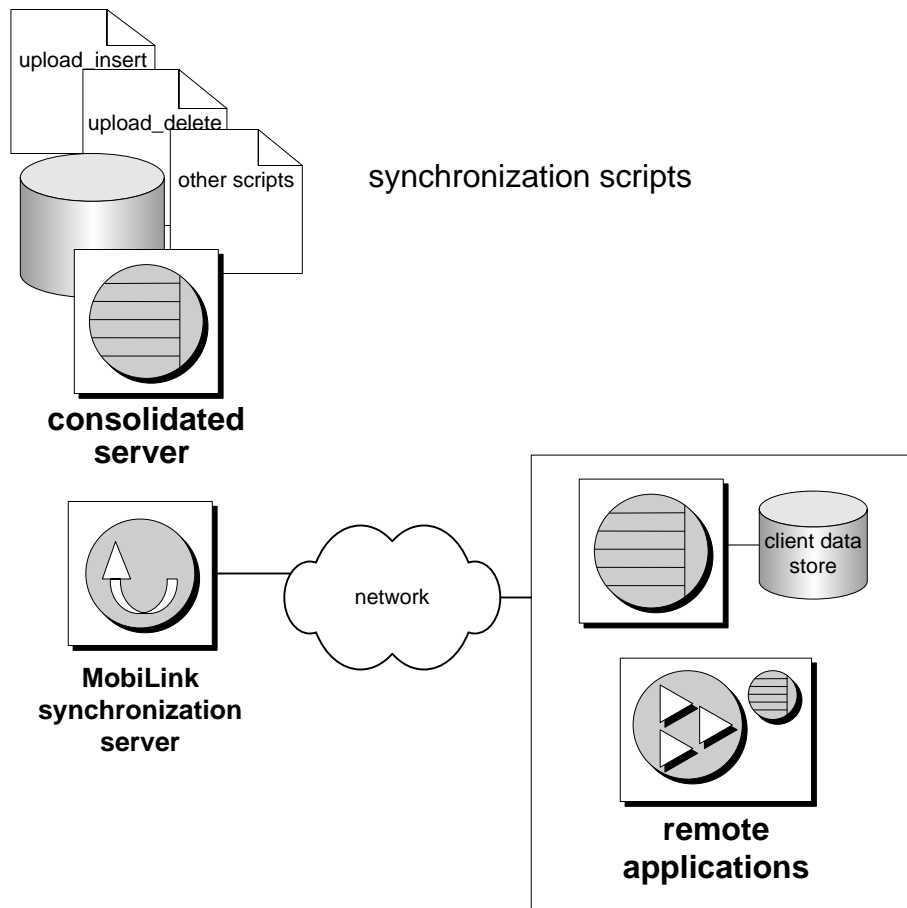 upload_insert
upload_delete
other scripts
synchronization scripts
consolidated
server
client data
store
network
MobiLink
synchronization
server
remote
applications